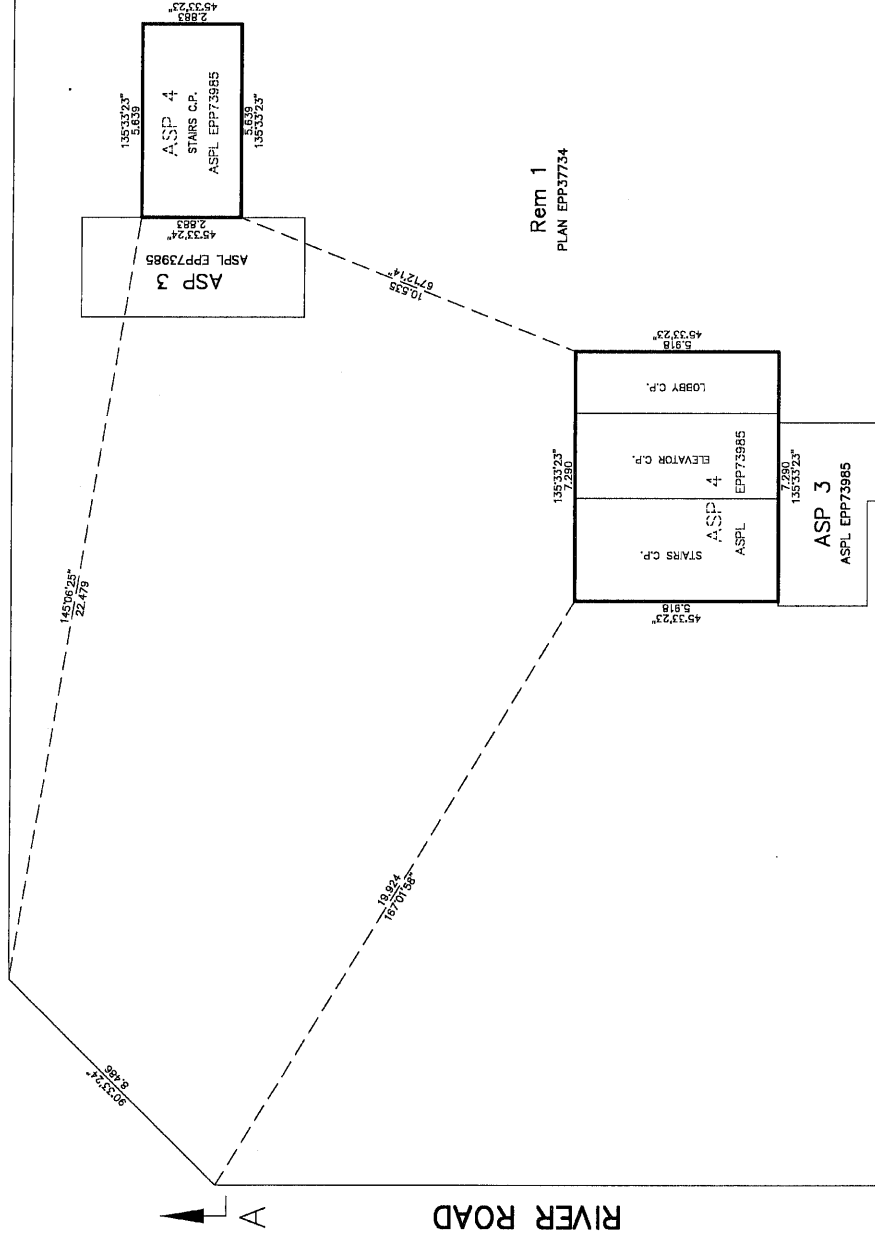 135°33'23"
5.639
45°33'23"
2.883
ASP 4
STAIRS C.P.
ASPL EPP73985
5.639
135°33'23"
45°33'24"
2.883
ASP 3
ASPL EPP73985
Rem 1
PLAN EPP37734
67°12'14"
10.535
145°06'25"
22.479
90°33'24"
8.486
19.924
167°01'58"
135°33'23"
7.290
45°33'23"
5.918
LOBBY C.P.
ELEVATOR C.P.
STAIRS C.P.
ASP 4
ASPL EPP73985
45°33'23"
5.918
7.290
135°33'23"
ASP 3
ASPL EPP73985
A
RIVER ROAD